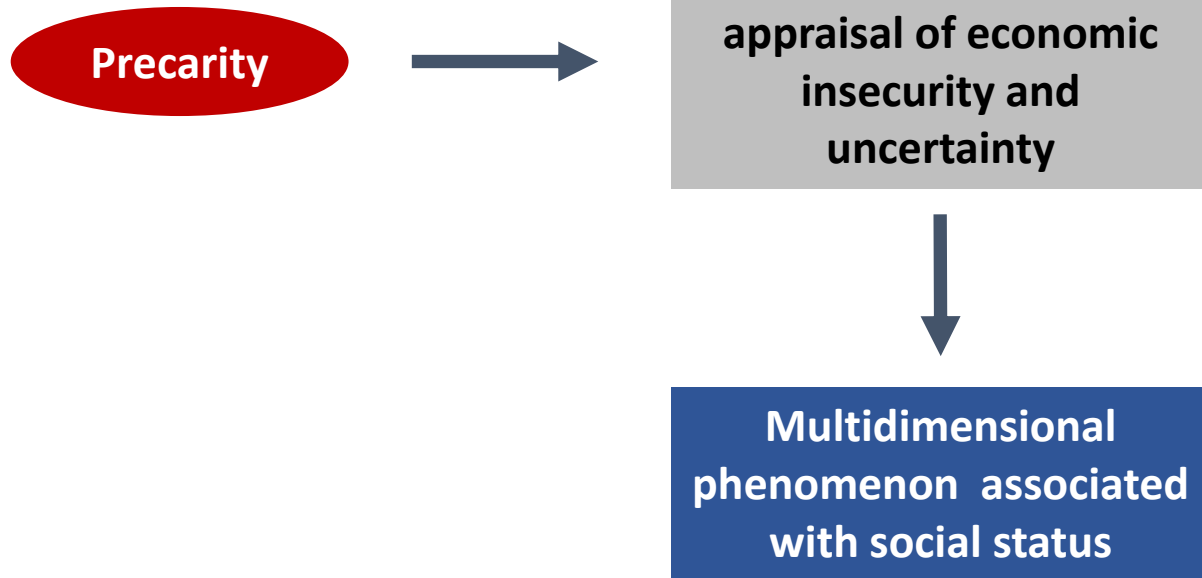 Precarity
appraisal of economic
insecurity and
uncertainty
Multidimensional
phenomenon  associated
with social status